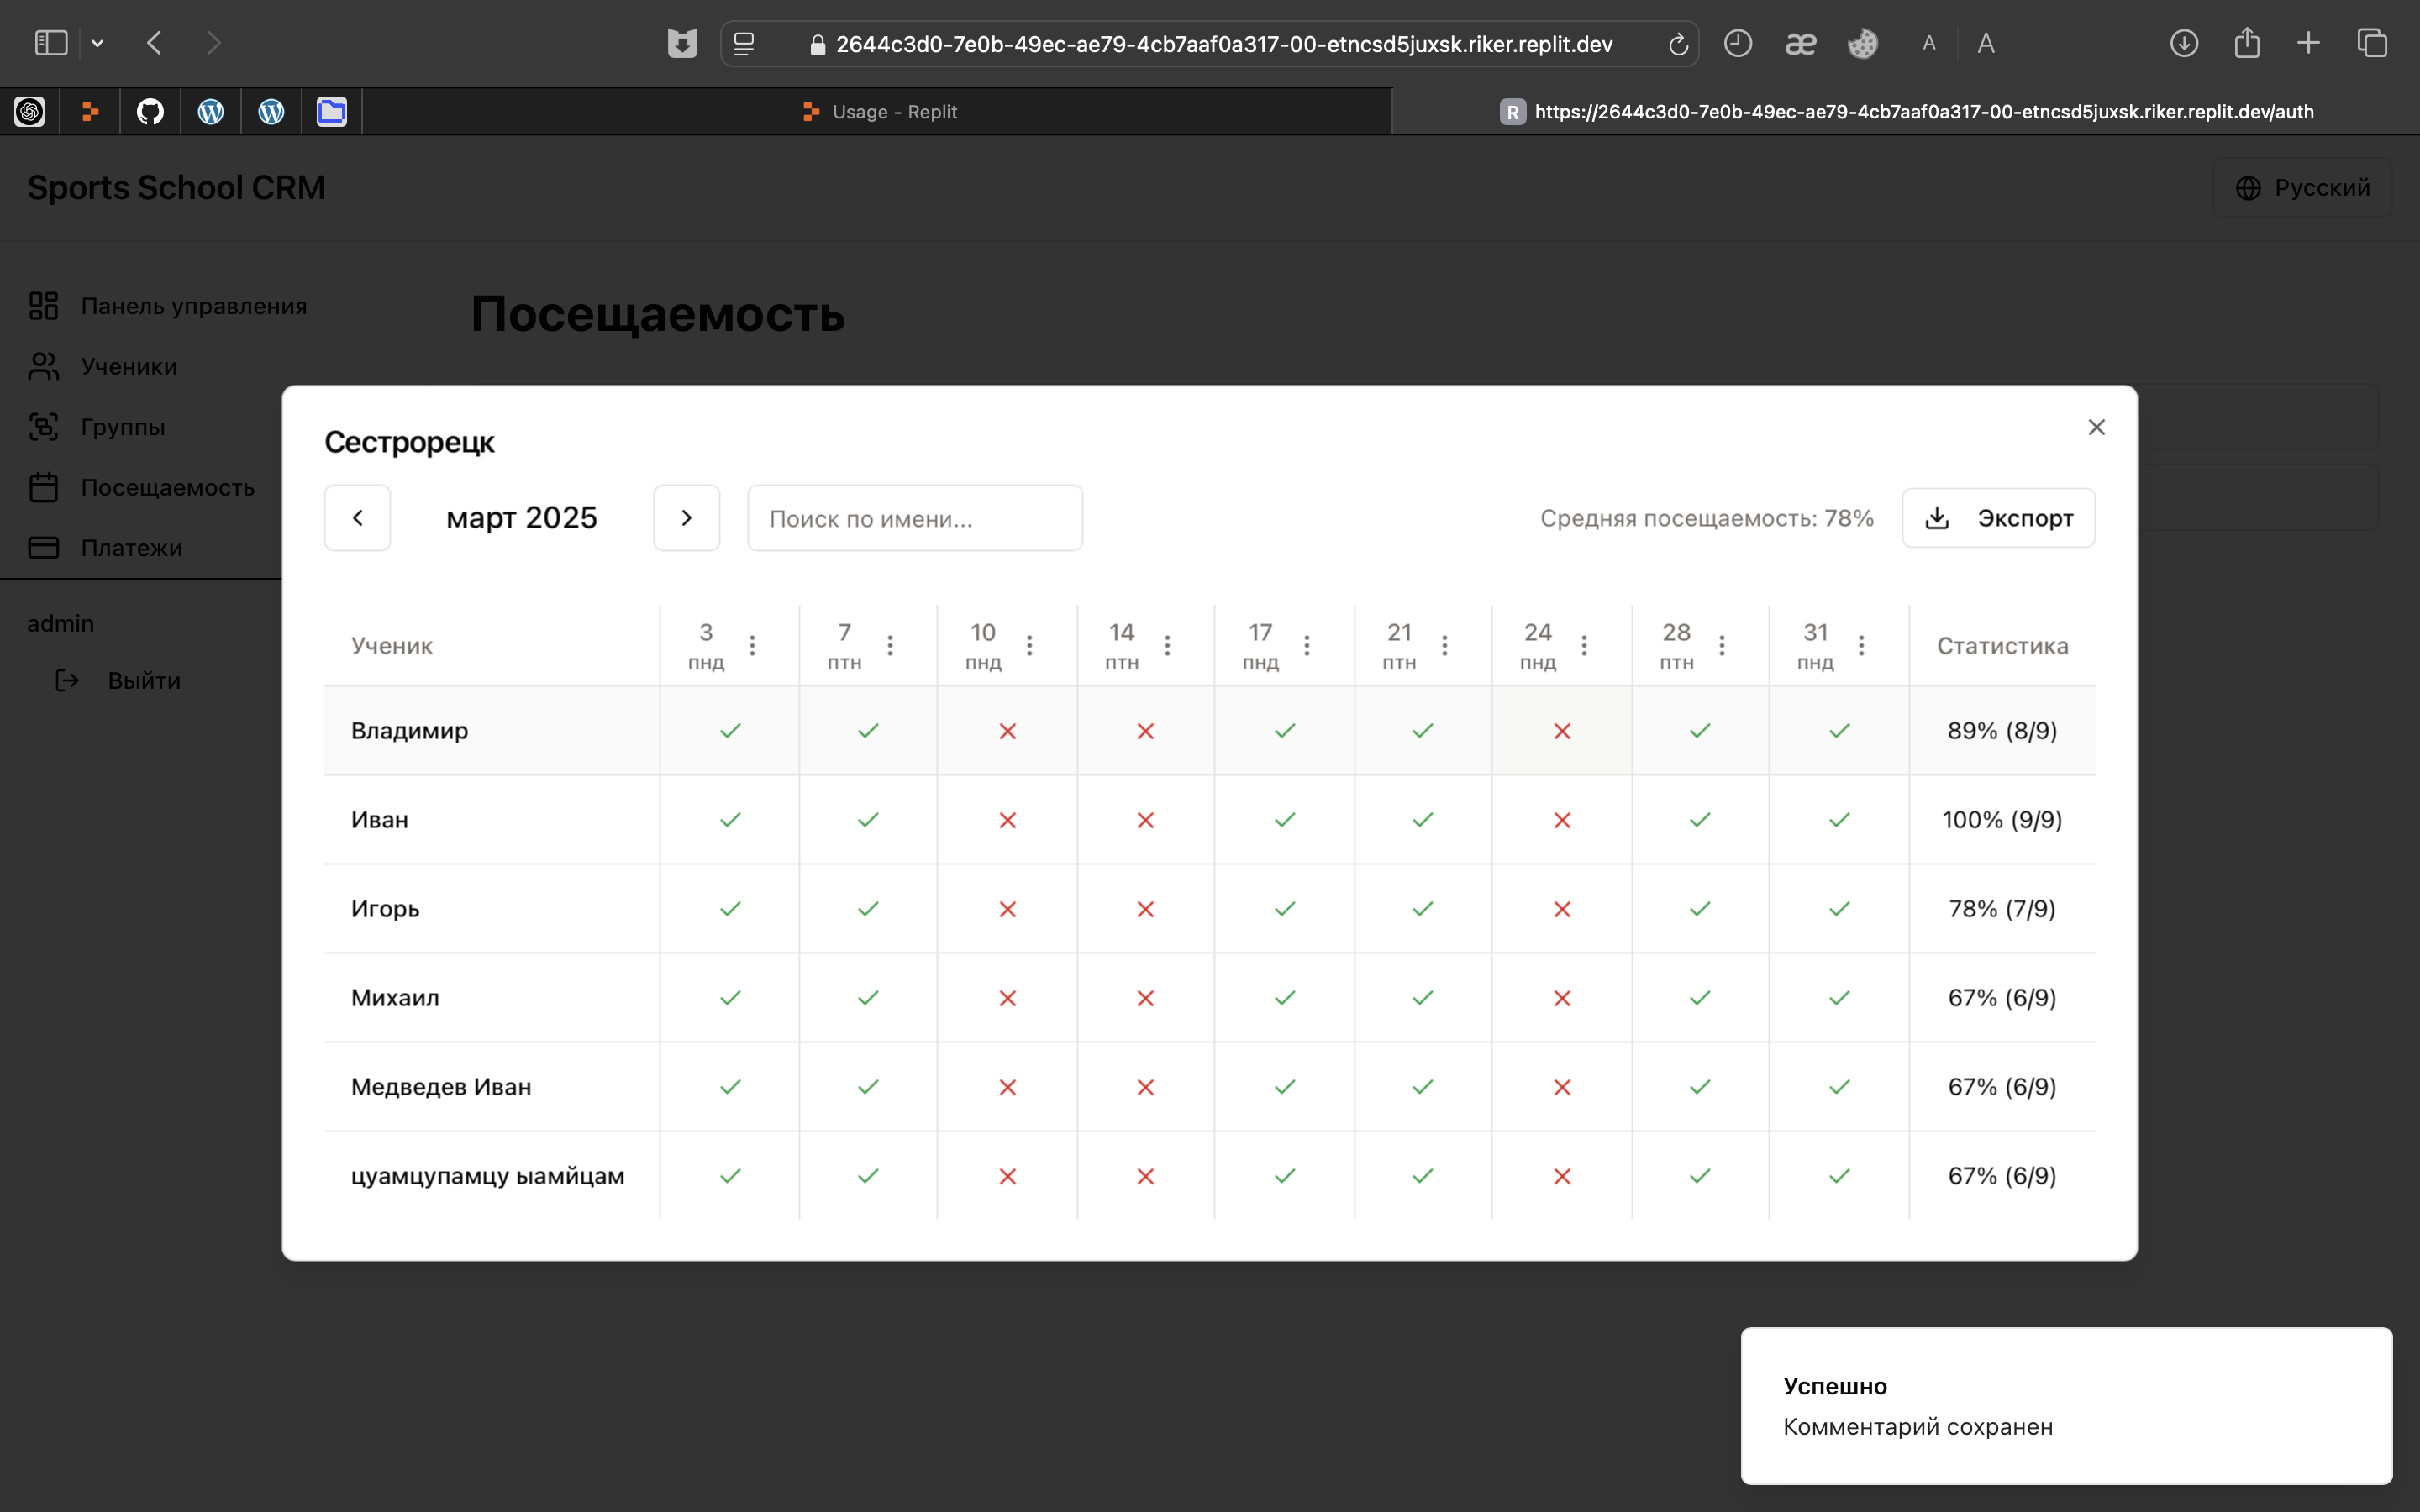 2644c3d0-7e0b-49ec-ae79-4cb7aaf0a317-00-etncsd5juxsk.riker.replit.dev
æ A A
Usage – Replit
R https://2644c3d0-7e0b-49ec-ae79-4cb7aaf0a317-00-etncsd5juxsk.riker.replit.dev/auth
Sports School CRM
Русский
Панель управления
Ученики
Группы
Посещаемость
Платежи
admin
Выйти
Посещаемость
Сестрорецк
март 2025
Поиск по имени...
Средняя посещаемость: 78%
Экспорт
Ученик 3 7 10 14 17 21 24 28 31 Статистика
пнд птн пнд птн пнд птн пнд птн пнд
Владимир 89% (8/9)
Иван 100% (9/9)
Игорь 78% (7/9)
Михаил 67% (6/9)
Медведев Иван 67% (6/9)
цуамцупамцу ыамйцам 67% (6/9)
Успешно
Комментарий сохранен